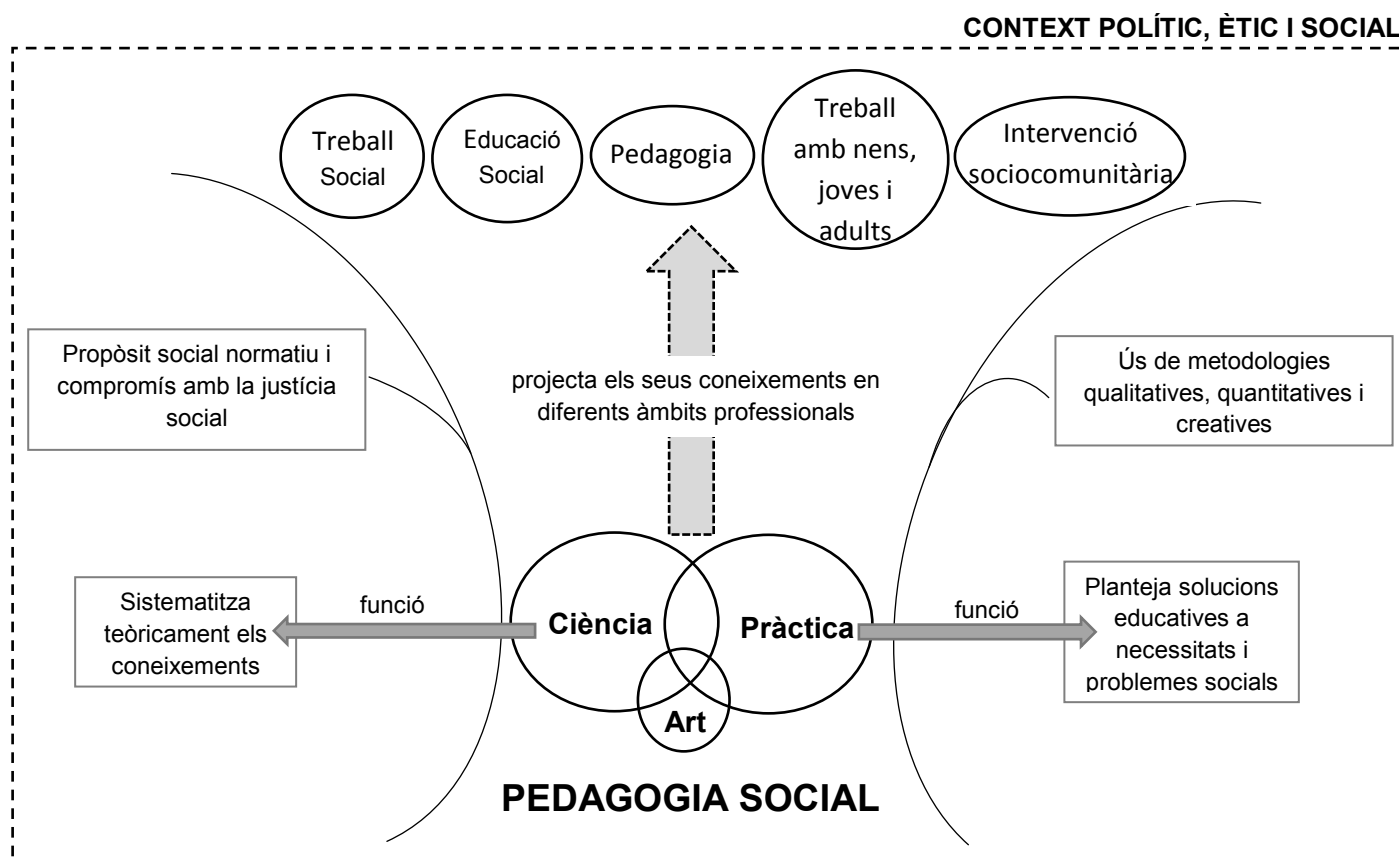 CONTEXT POLÍTIC, ÈTIC I SOCIAL
Treball
Social
Educació
Social
Pedagogia
Treball
amb nens,
joves i
adults
Intervenció
sociocomunitària
Propòsit social normatiu i
compromís amb la justícia
social
projecta els seus coneixements en
diferents àmbits professionals
Ús de metodologies
qualitatives, quantitatives i
creatives
Sistematitza
teòricament els
coneixements
funció
Ciència
Pràctica
Art
funció
Planteja solucions
educatives a
necessitats i
problemes socials
PEDAGOGIA SOCIAL